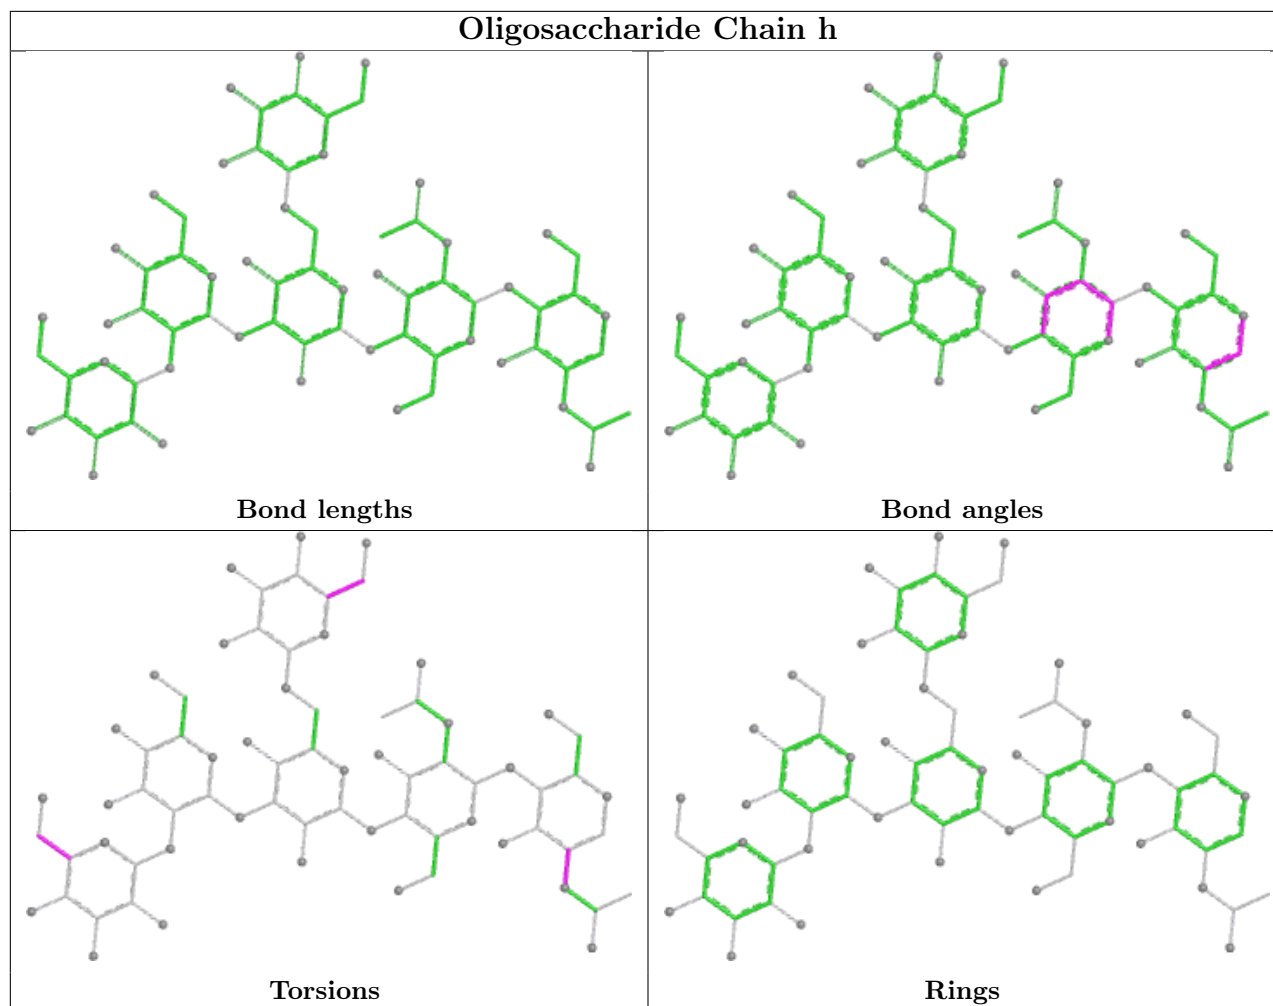 Oligosaccharide Chain h
Bond lengths
Bond angles
Torsions
Rings